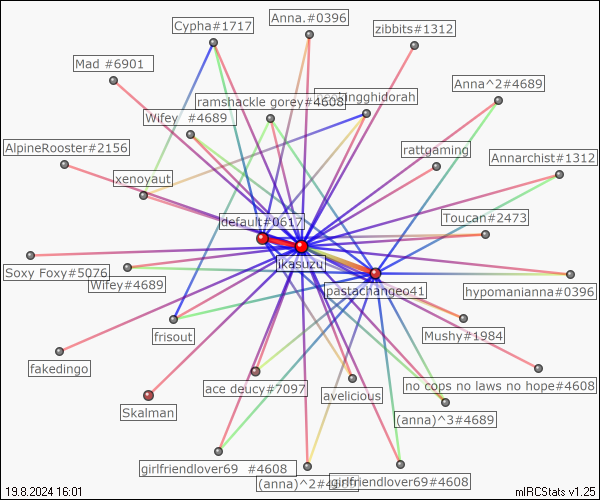 Anna.#0396
Cypha#1717
zibbits#1312
Mad #6901
Anna^2#4689
ramshackle gorey#4608
Wifey  #4689
AlpineRooster#2156
rattgaming
Annarchist#1312
xenoyaut
default#0617
Toucan#2473
ikasuzu
Soxy Foxy#5076
Wifey#4689
pastachangeo41
hypomanianna#0396
frisout
Mushy#1984
fakedingo
ace deucy#7097
no cops no laws no hope#4608
avelicious
Skalman
(anna)^3#4689
girlfriendlover69  #4608
(anna)^2#
girlfriendlover69#4608
19.8.2024 16:01
mIRCStats v1.25